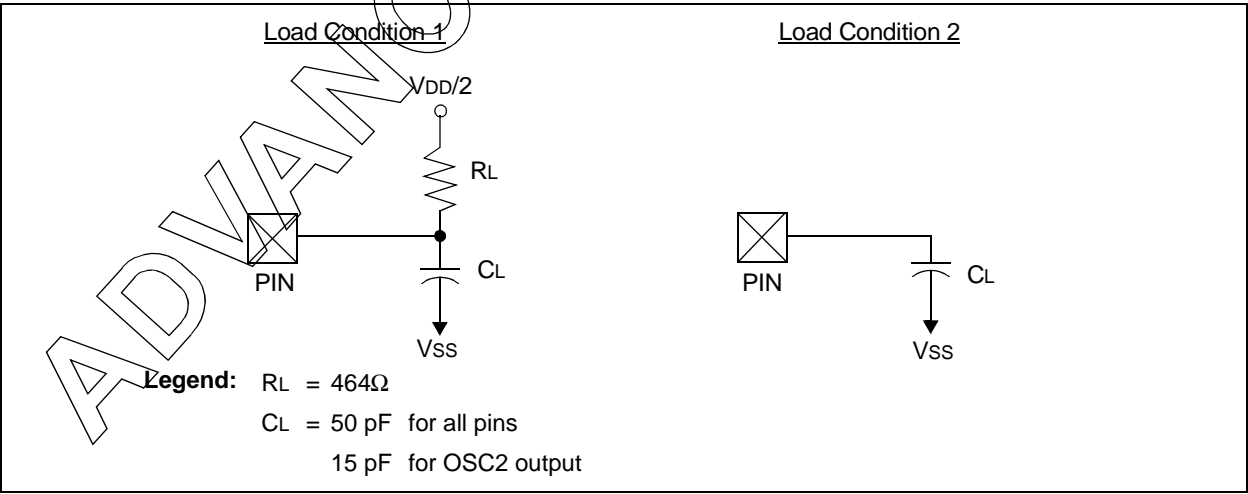 Load Condition 1
Load Condition 2
VDD/2
RL
PIN
CL
VSS
PIN
CL
VSS
Legend: RL = 464Ω
CL = 50 pF for all pins
15 pF for OSC2 output